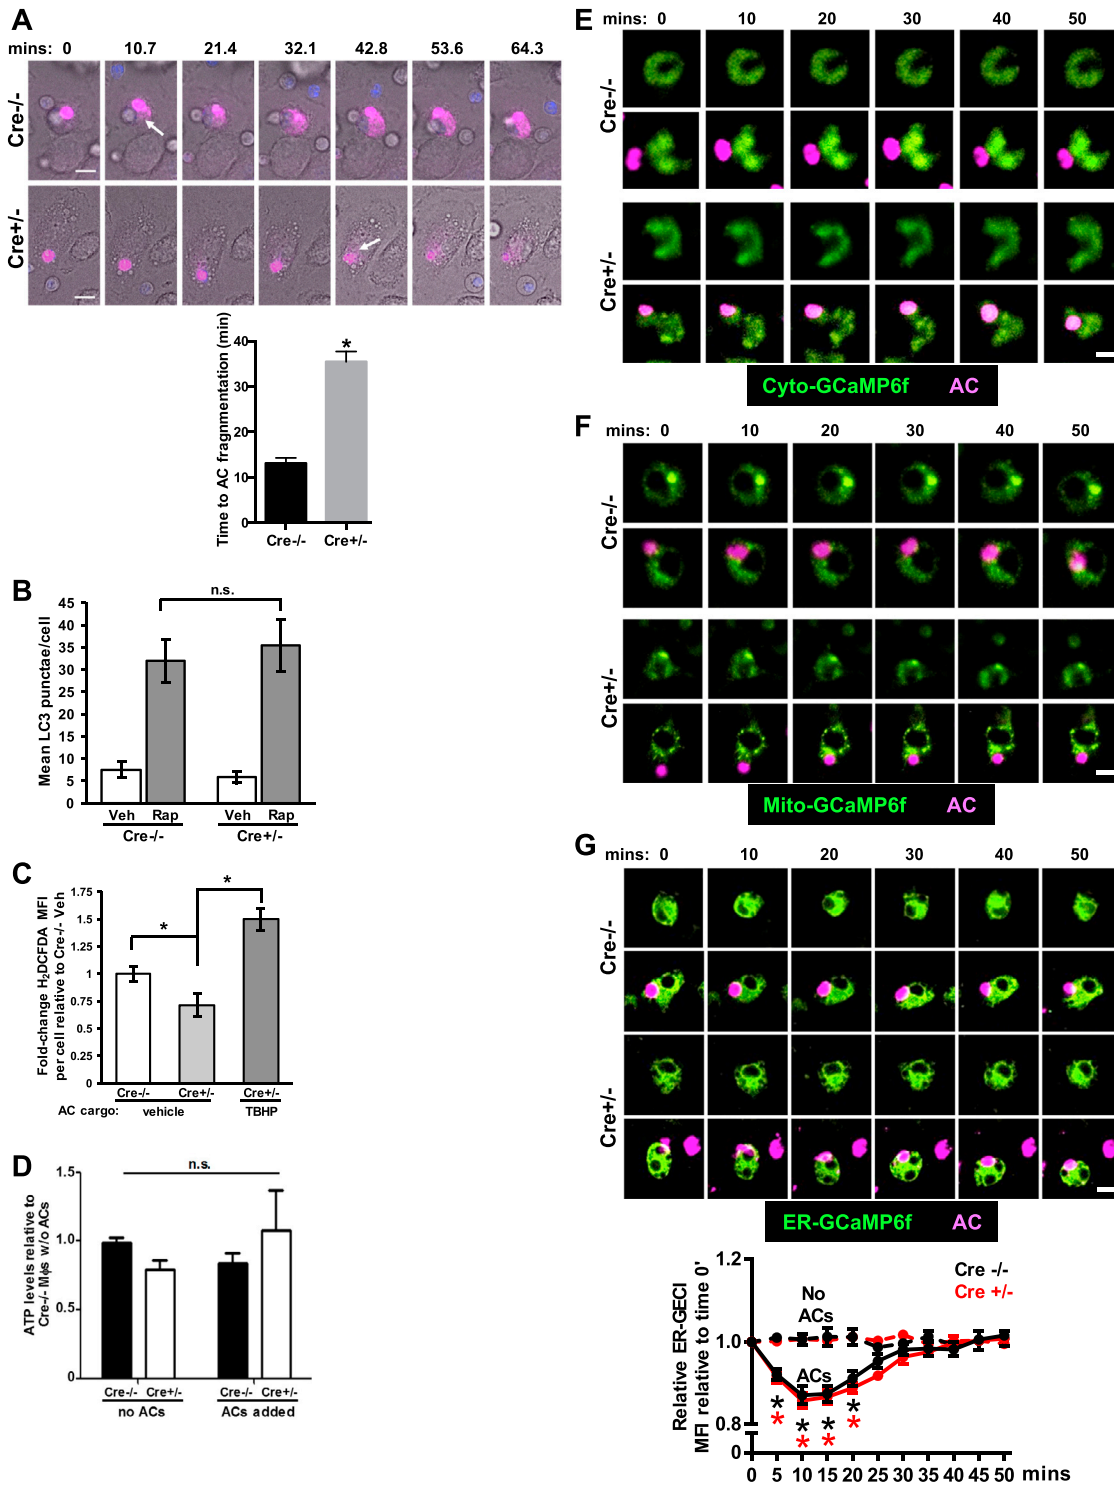 A
mins: 0 10.7 21.4 32.1 42.8 53.6 64.3
Cre-/-
Cre+/-
Time to AC fragnmentation (min)
40
30
20
10
0
*
Cre-/- Cre+/-
B
Mean LC3 punctae/cell
45
40
35
30
25
20
15
10
5
0
n.s.
Veh Rap Veh Rap
Cre-/- Cre+/-
C
Fold-change H₂DCFDA MFI
per cell relative to Cre-/- Veh
1.75
1.5
1.25
1
0.75
0.5
0.25
0
*
*
Cre-/- Cre+/- Cre+/-
AC cargo: vehicle TBHP
D
ATP levels relative to
Cre-/- Mϕs w/o ACs
1.5
1.0
0.5
0
n.s.
Cre-/- Cre+/- Cre-/- Cre+/-
no ACs ACs added
E
mins: 0 10 20 30 40 50
Cre-/-
Cre+/-
Cyto-GCaMP6f AC
F
mins: 0 10 20 30 40 50
Cre-/-
Cre+/-
Mito-GCaMP6f AC
G
mins: 0 10 20 30 40 50
Cre-/-
Cre+/-
ER-GCaMP6f AC
Relative ER-GECI
MFI relative to time 0'
1.2
1.0
0.8
0
Cre -/-
Cre +/-
No
ACs
ACs
* * * *
* * * *
0 5 10 15 20 25 30 35 40 45 50 mins